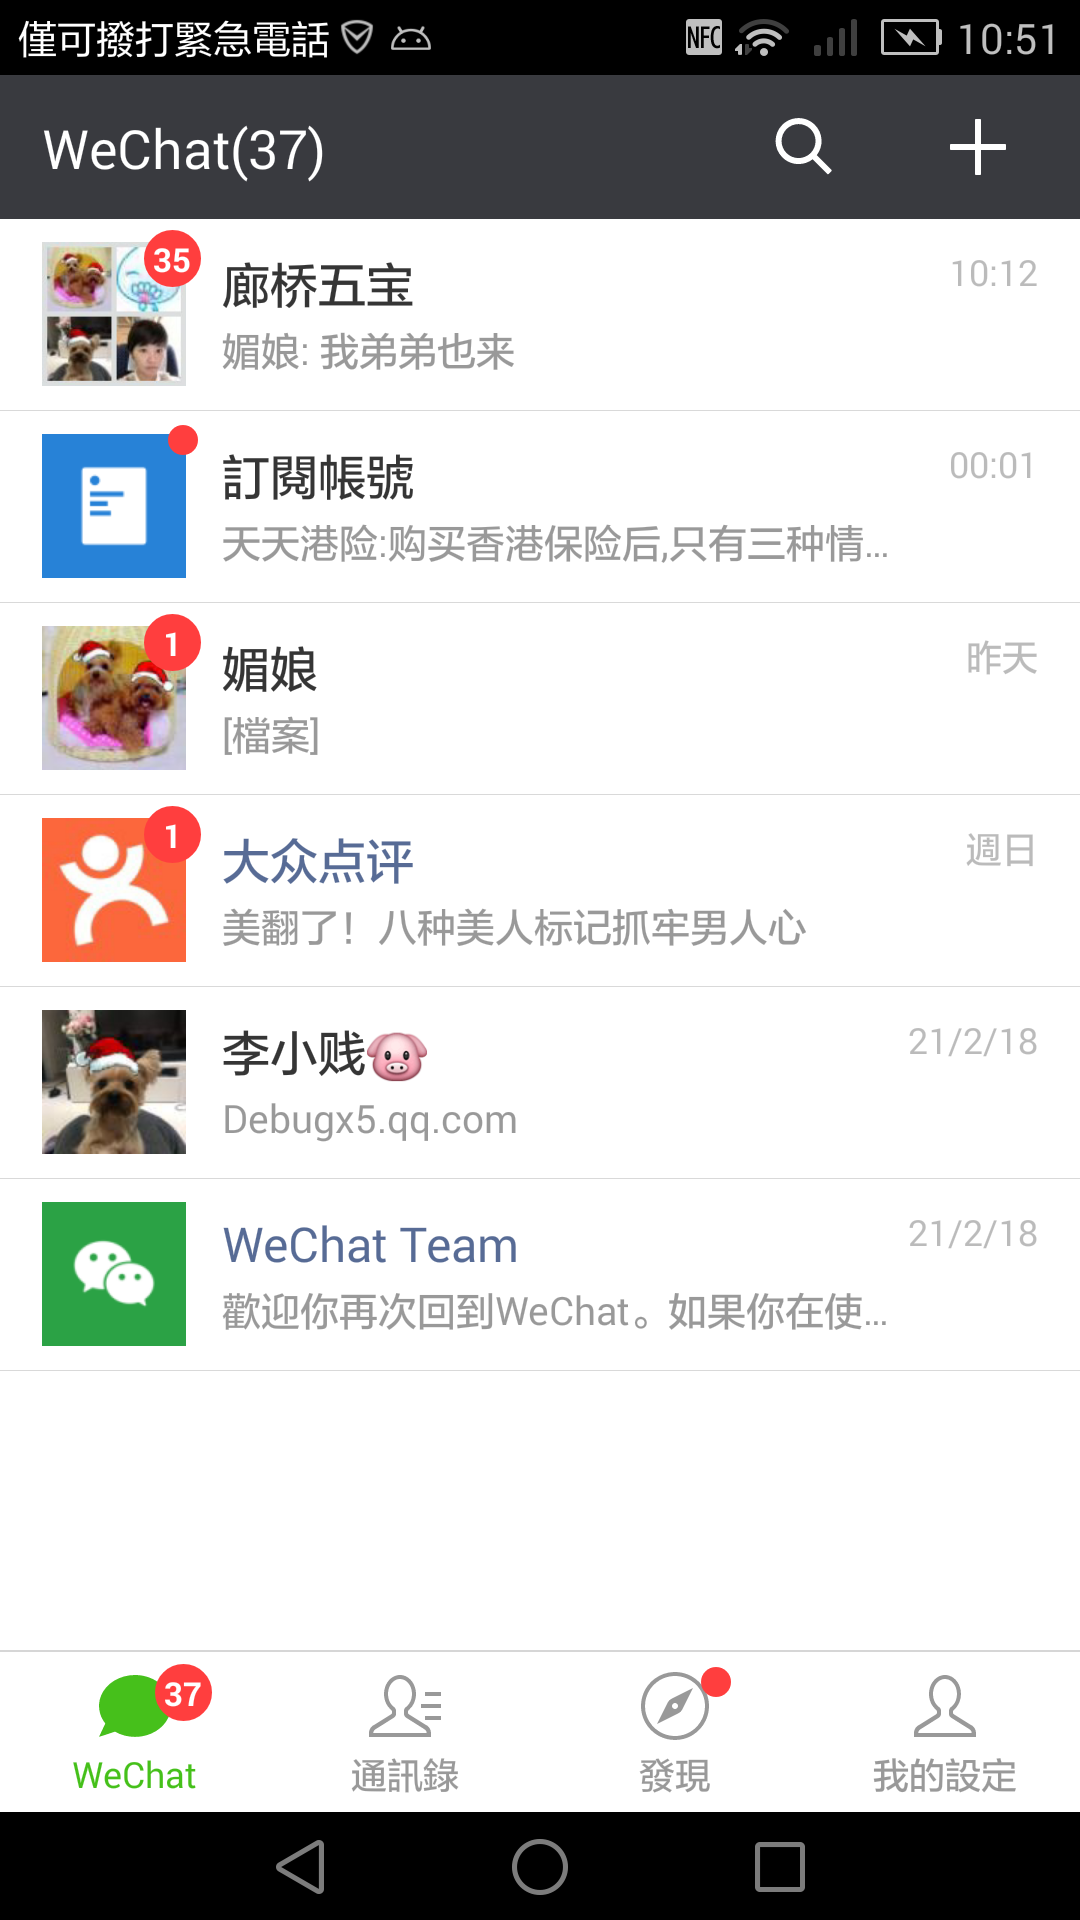 僅可撥打緊急電話 NFC 10:51
WeChat(37)
35
廊桥五宝 10:12
媚娘: 我弟弟也来
訂閱帳號 00:01
天天港险:购买香港保险后,只有三种情...
1
媚娘 昨天
[檔案]
1
大众点评 週日
美翻了！八种美人标记抓牢男人心
李小贱🐷 21/2/18
Debugx5.qq.com
WeChat Team 21/2/18
歡迎你再次回到WeChat。如果你在使...
37
WeChat 通訊錄 發現 我的設定